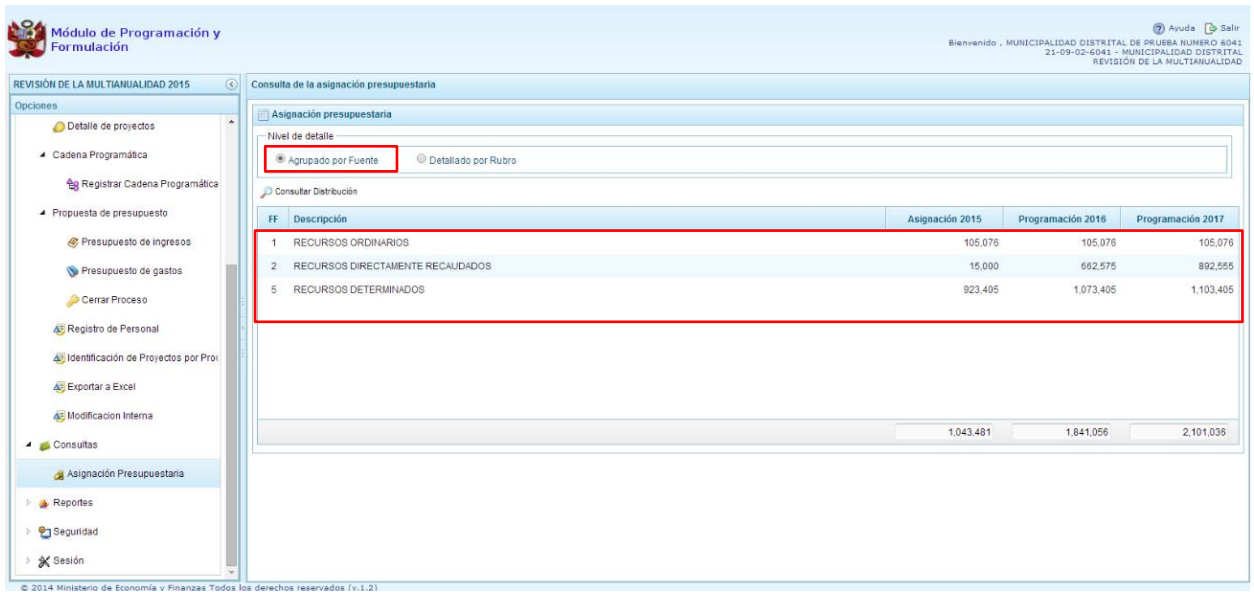 Módulo de Programación y
Formulación
Ayuda Salir
Bienvenido , MUNICIPALIDAD DISTRITAL DE PRUEBA NUMERO 6041
21-09-02-6041 - MUNICIPALIDAD DISTRITAL
REVISIÓN DE LA MULTIANUALIDAD
REVISIÓN DE LA MULTIANUALIDAD 2015
Opciones
Detalle de proyectos
Cadena Programática
Registrar Cadena Programática
Propuesta de presupuesto
Presupuesto de ingresos
Presupuesto de gastos
Cerrar Proceso
Registro de Personal
Identificación de Proyectos por Pro
Exportar a Excel
Modificacion Interna
Consultas
Asignación Presupuestaria
Reportes
Seguridad
Sesión
Consulta de la asignación presupuestaria
Asignación presupuestaria
Nivel de detalle
Agrupado por Fuente Detallado por Rubro
Consultar Distribución
FF Descripción Asignación 2015 Programación 2016 Programación 2017
1 RECURSOS ORDINARIOS 105,076 105,076 105,076
2 RECURSOS DIRECTAMENTE RECAUDADOS 15,000 662,575 892,555
5 RECURSOS DETERMINADOS 923,405 1,073,405 1,103,405
1,043,481 1,841,056 2,101,036
© 2014 Ministerio de Economía y Finanzas Todos los derechos reservados (v.1.2)